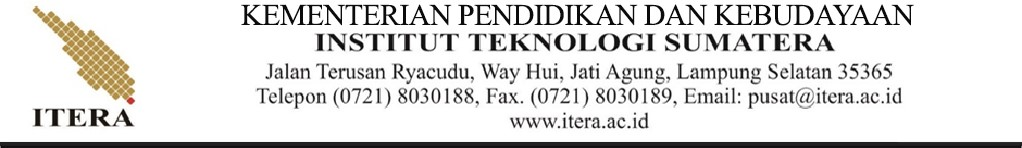 KEMENTERIAN PENDIDIKAN DAN KEBUDAYAAN
INSTITUT TEKNOLOGI SUMATERA
Jalan Terusan Ryacudu, Way Hui, Jati Agung, Lampung Selatan 35365
Telepon (0721) 8030188, Fax. (0721) 8030189, Email: pusat@itera.ac.id
www.itera.ac.id
ITERA